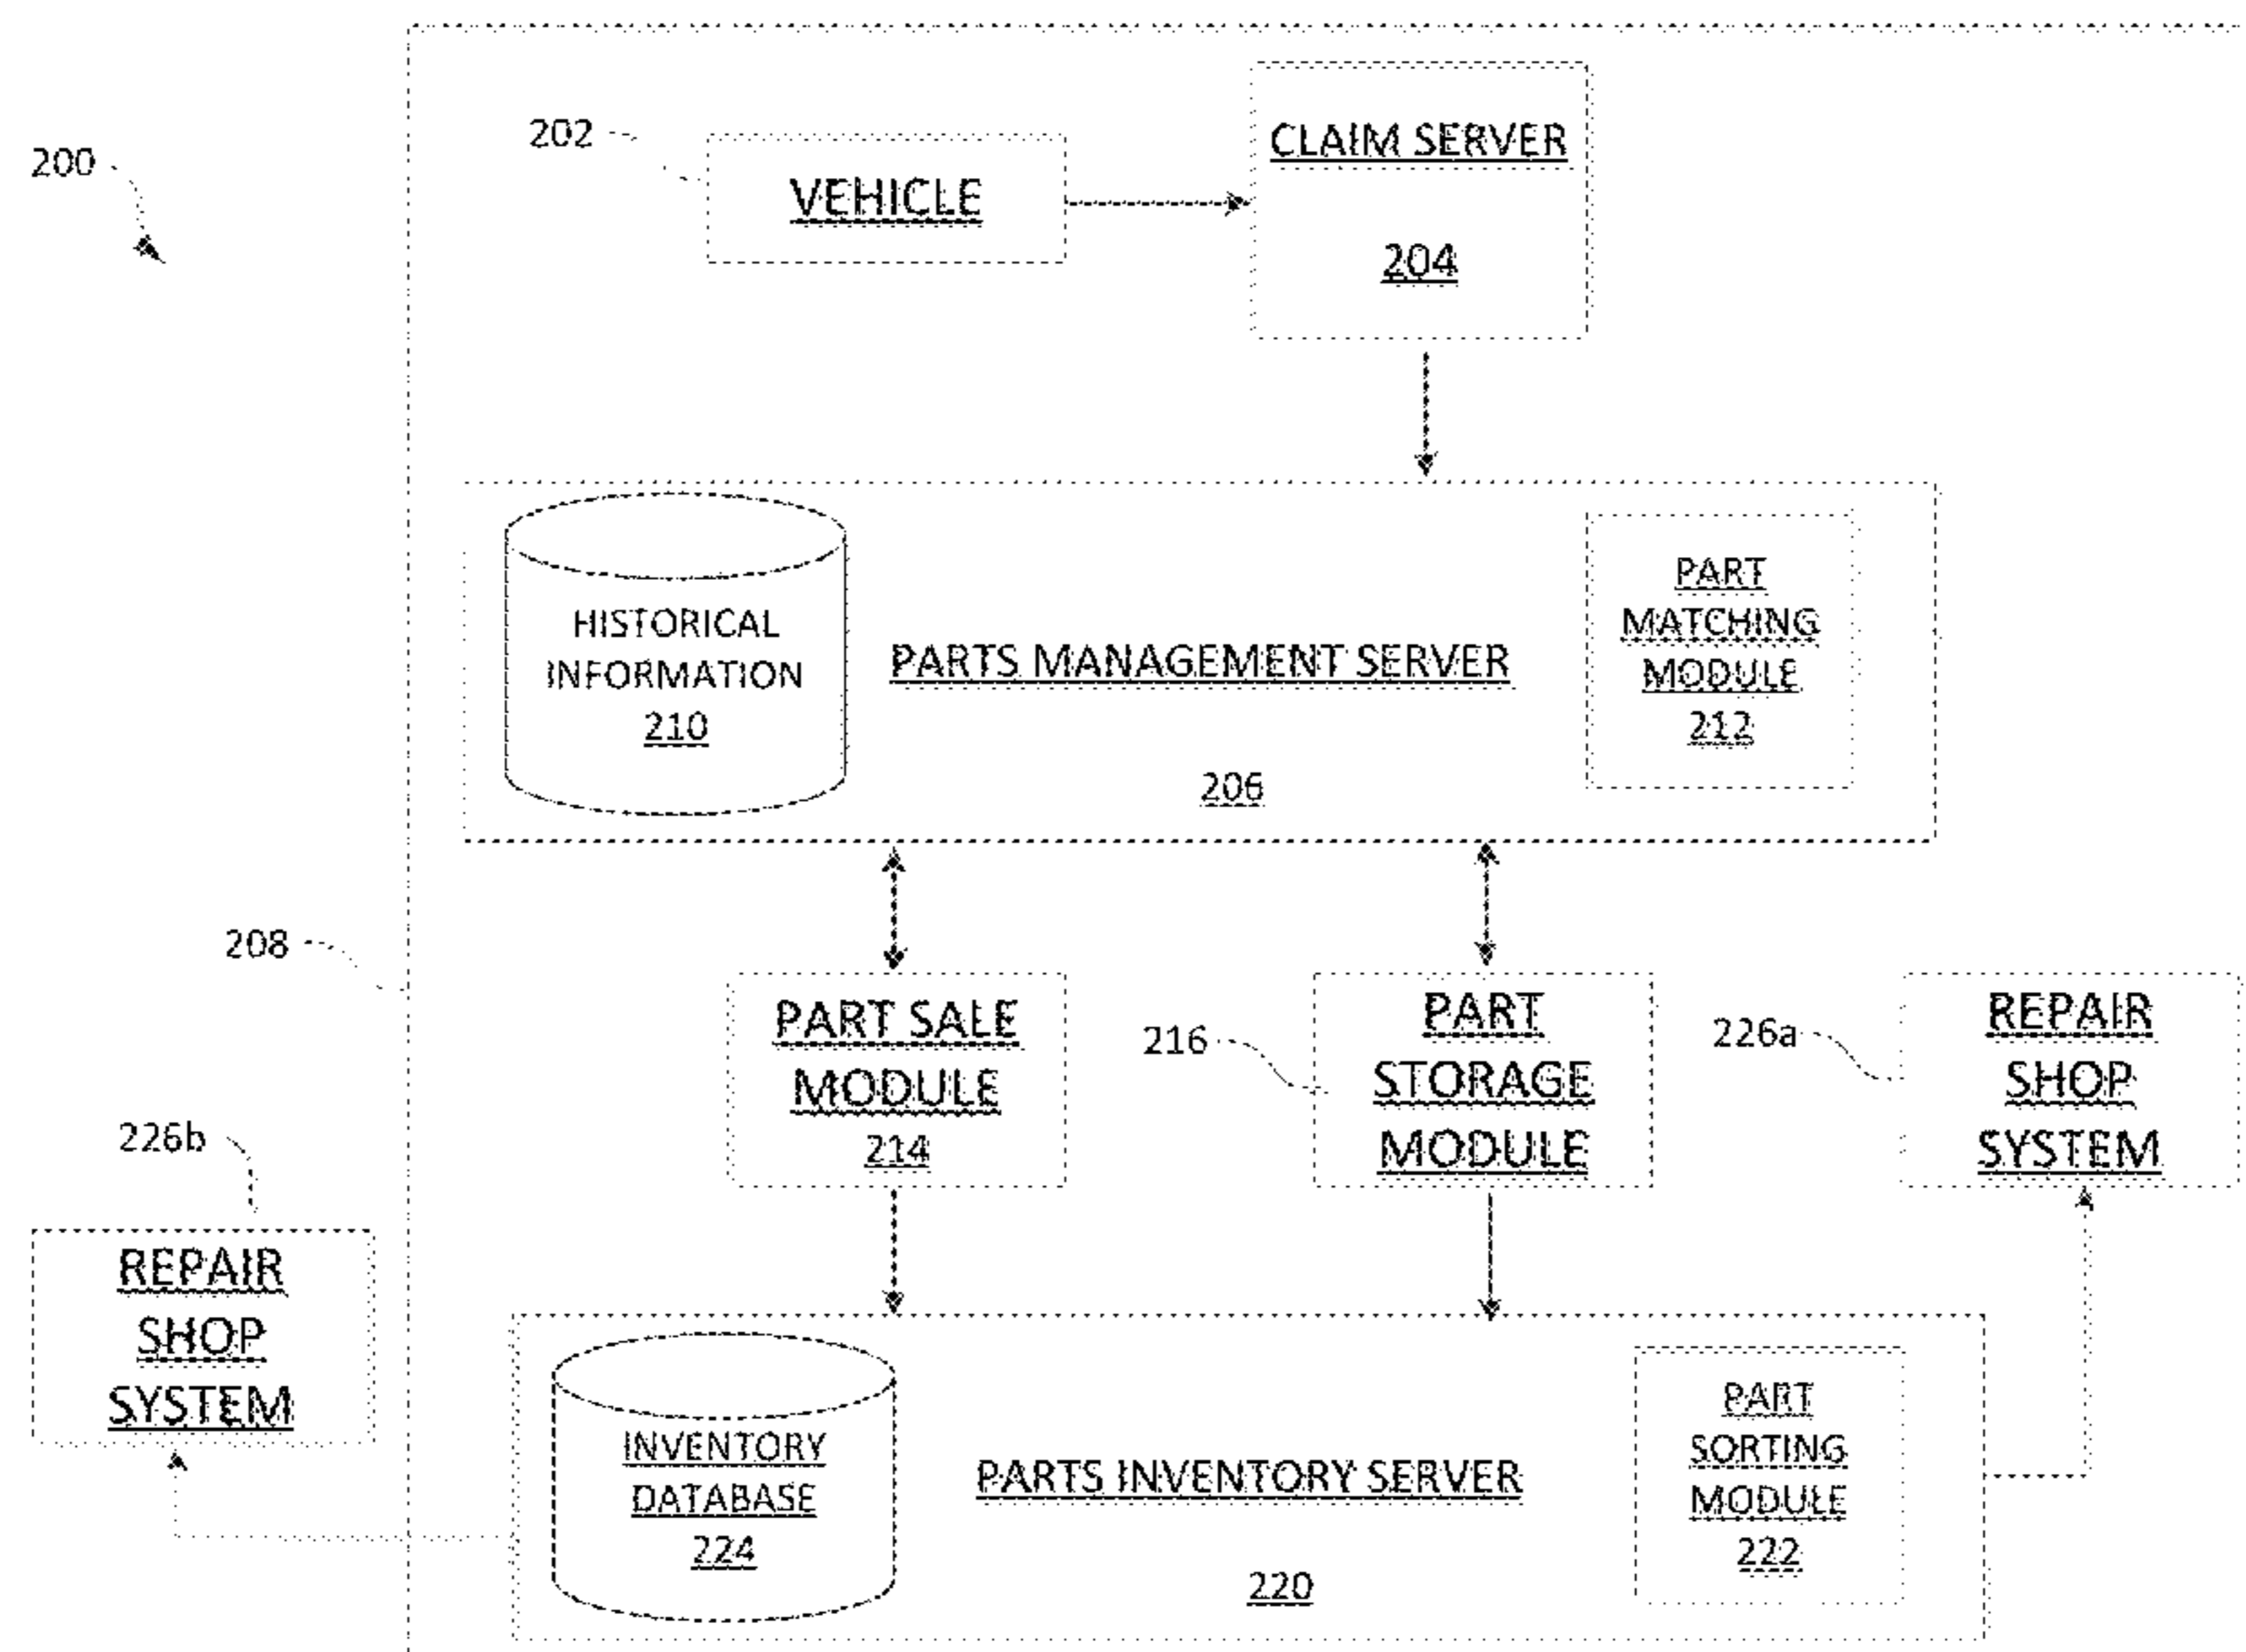 200
202
VEHICLE
CLAIM SERVER
204
HISTORICAL
INFORMATION
210
PARTS MANAGEMENT SERVER
206
PART
MATCHING
MODULE
212
208
PART SALE
MODULE
214
216
PART
STORAGE
MODULE
226a
REPAIR
SHOP
SYSTEM
226b
REPAIR
SHOP
SYSTEM
INVENTORY
DATABASE
224
PARTS INVENTORY SERVER
220
PART
SORTING
MODULE
222